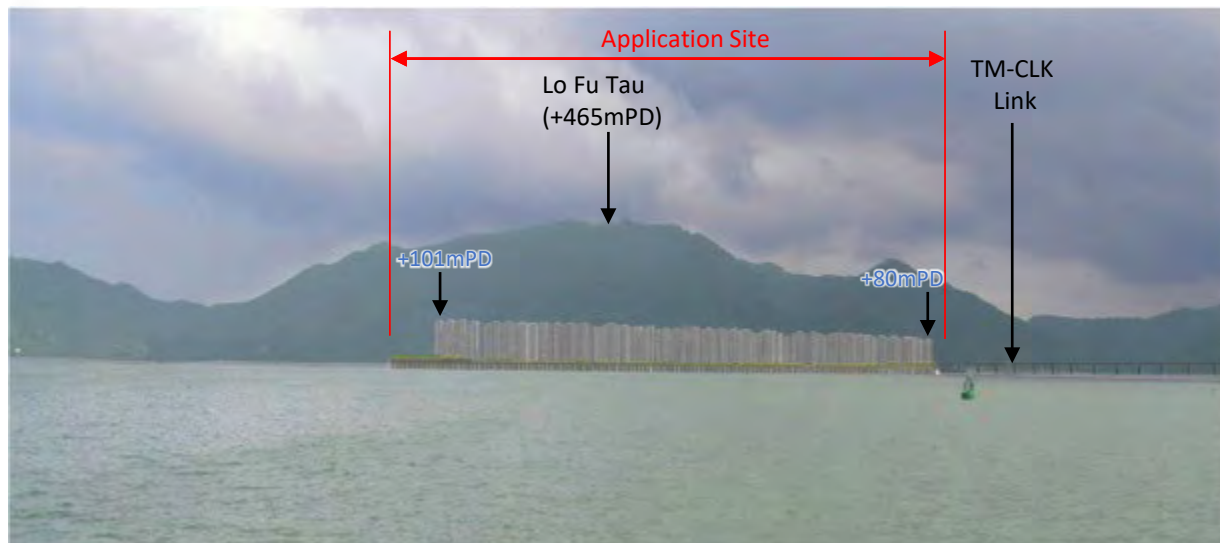 Application Site
Lo Fu Tau
(+465mPD)
TM-CLK
Link
+101mPD
+80mPD